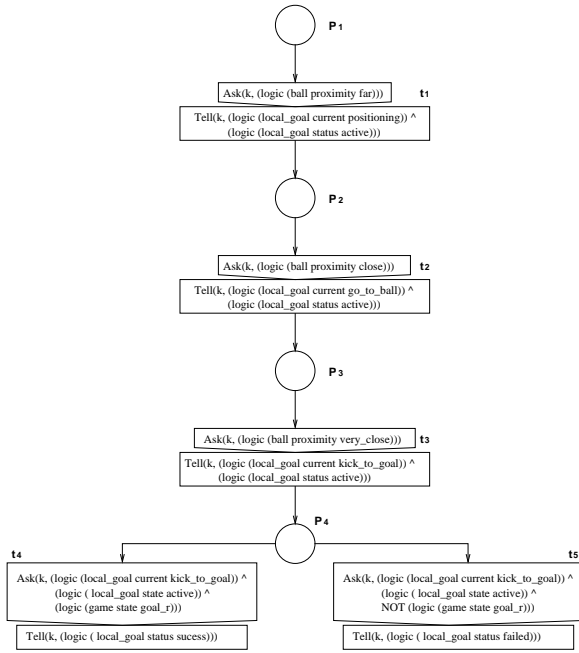 P1
Ask(k, (logic (ball proximity far)))
t1
Tell(k, (logic (local_goal current positioning)) ^
(logic (local_goal status active)))
P2
Ask(k, (logic (ball proximity close)))
t2
Tell(k, (logic (local_goal current go_to_ball)) ^
(logic (local_goal status active)))
P3
Ask(k, (logic (ball proximity very_close)))
t3
Tell(k, (logic (local_goal current kick_to_goal)) ^
(logic (local_goal status active)))
P4
t4
Ask(k, (logic (local_goal current kick_to_goal)) ^
(logic ( local_goal state active)) ^
(logic (game state goal_r)))
Tell(k, (logic ( local_goal status sucess)))
t5
Ask(k, (logic (local_goal current kick_to_goal)) ^
(logic ( local_goal state active)) ^
NOT (logic (game state goal_r)))
Tell(k, (logic ( local_goal status failed)))